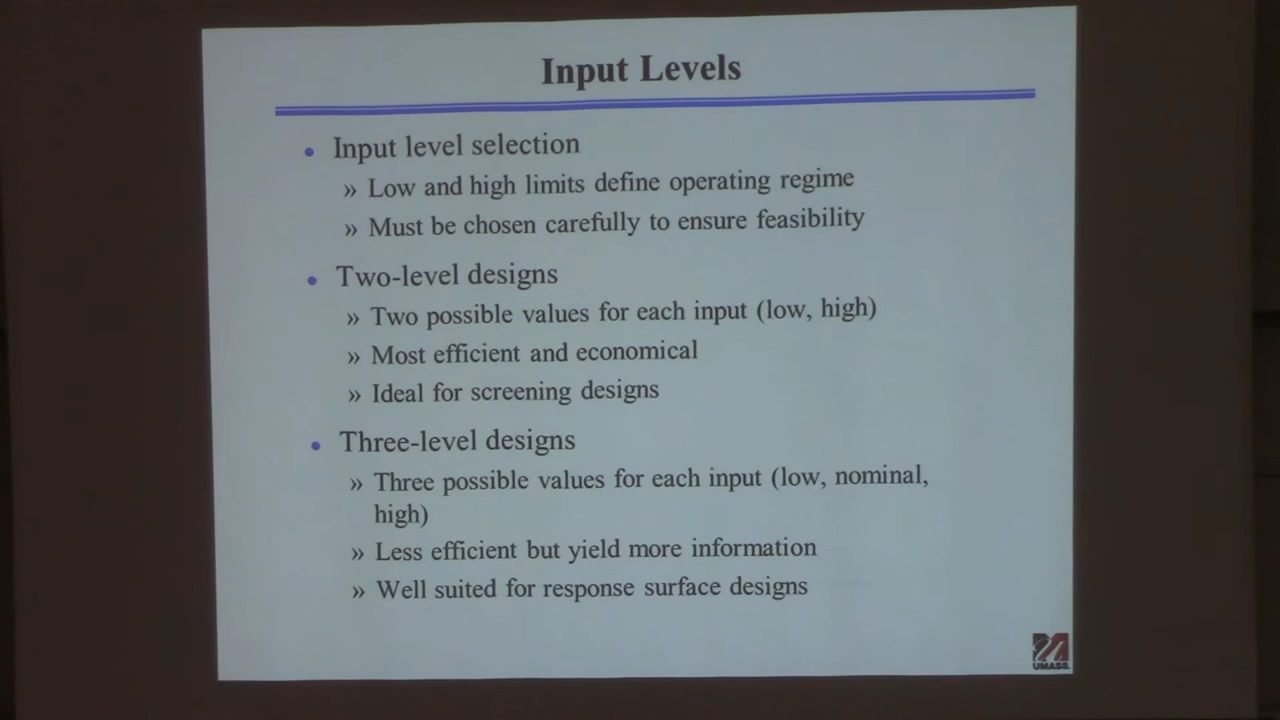 Input Levels
• Input level selection
» Low and high limits define operating regime
» Must be chosen carefully to ensure feasibility
• Two-level designs
» Two possible values for each input (low, high)
» Most efficient and economical
» Ideal for screening designs
• Three-level designs
» Three possible values for each input (low, nominal,
high)
» Less efficient but yield more information
» Well suited for response surface designs
UMASS